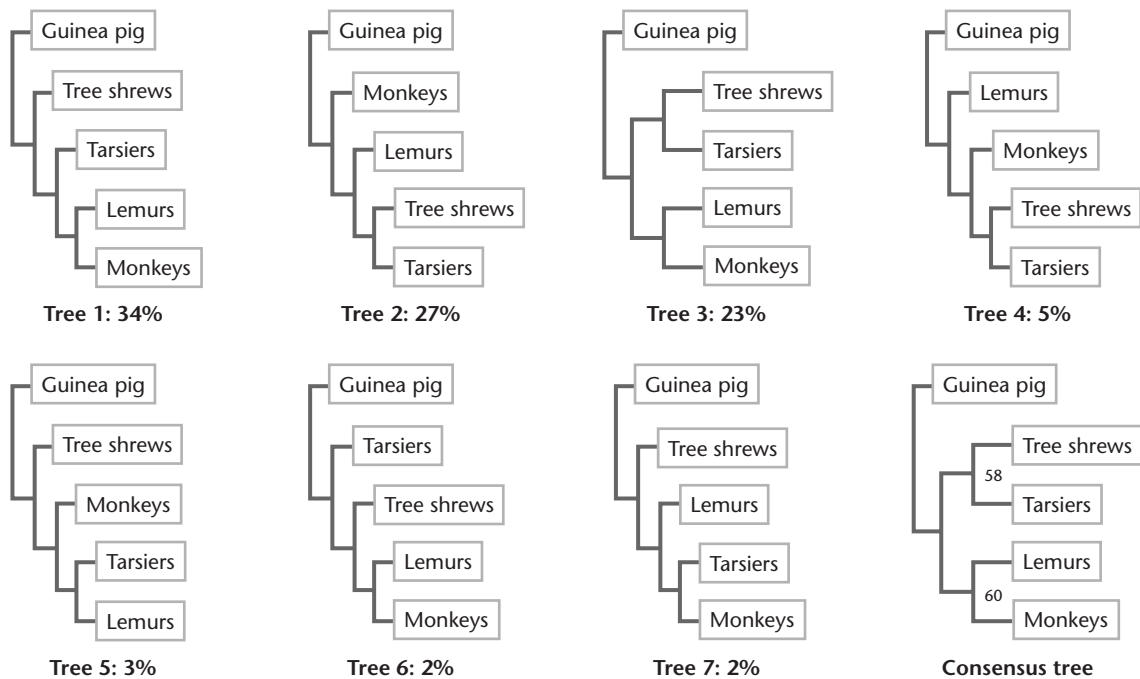 Guinea pig
Tree shrews
Tarsiers
Lemurs
Monkeys
Tree 1: 34%
Guinea pig
Monkeys
Lemurs
Tree shrews
Tarsiers
Tree 2: 27%
Guinea pig
Tree shrews
Tarsiers
Lemurs
Monkeys
Tree 3: 23%
Guinea pig
Lemurs
Monkeys
Tree shrews
Tarsiers
Tree 4: 5%
Guinea pig
Tree shrews
Monkeys
Tarsiers
Lemurs
Tree 5: 3%
Guinea pig
Tarsiers
Tree shrews
Lemurs
Monkeys
Tree 6: 2%
Guinea pig
Tree shrews
Lemurs
Tarsiers
Monkeys
Tree 7: 2%
Guinea pig
Tree shrews
58
Tarsiers
Lemurs
60
Monkeys
Consensus tree